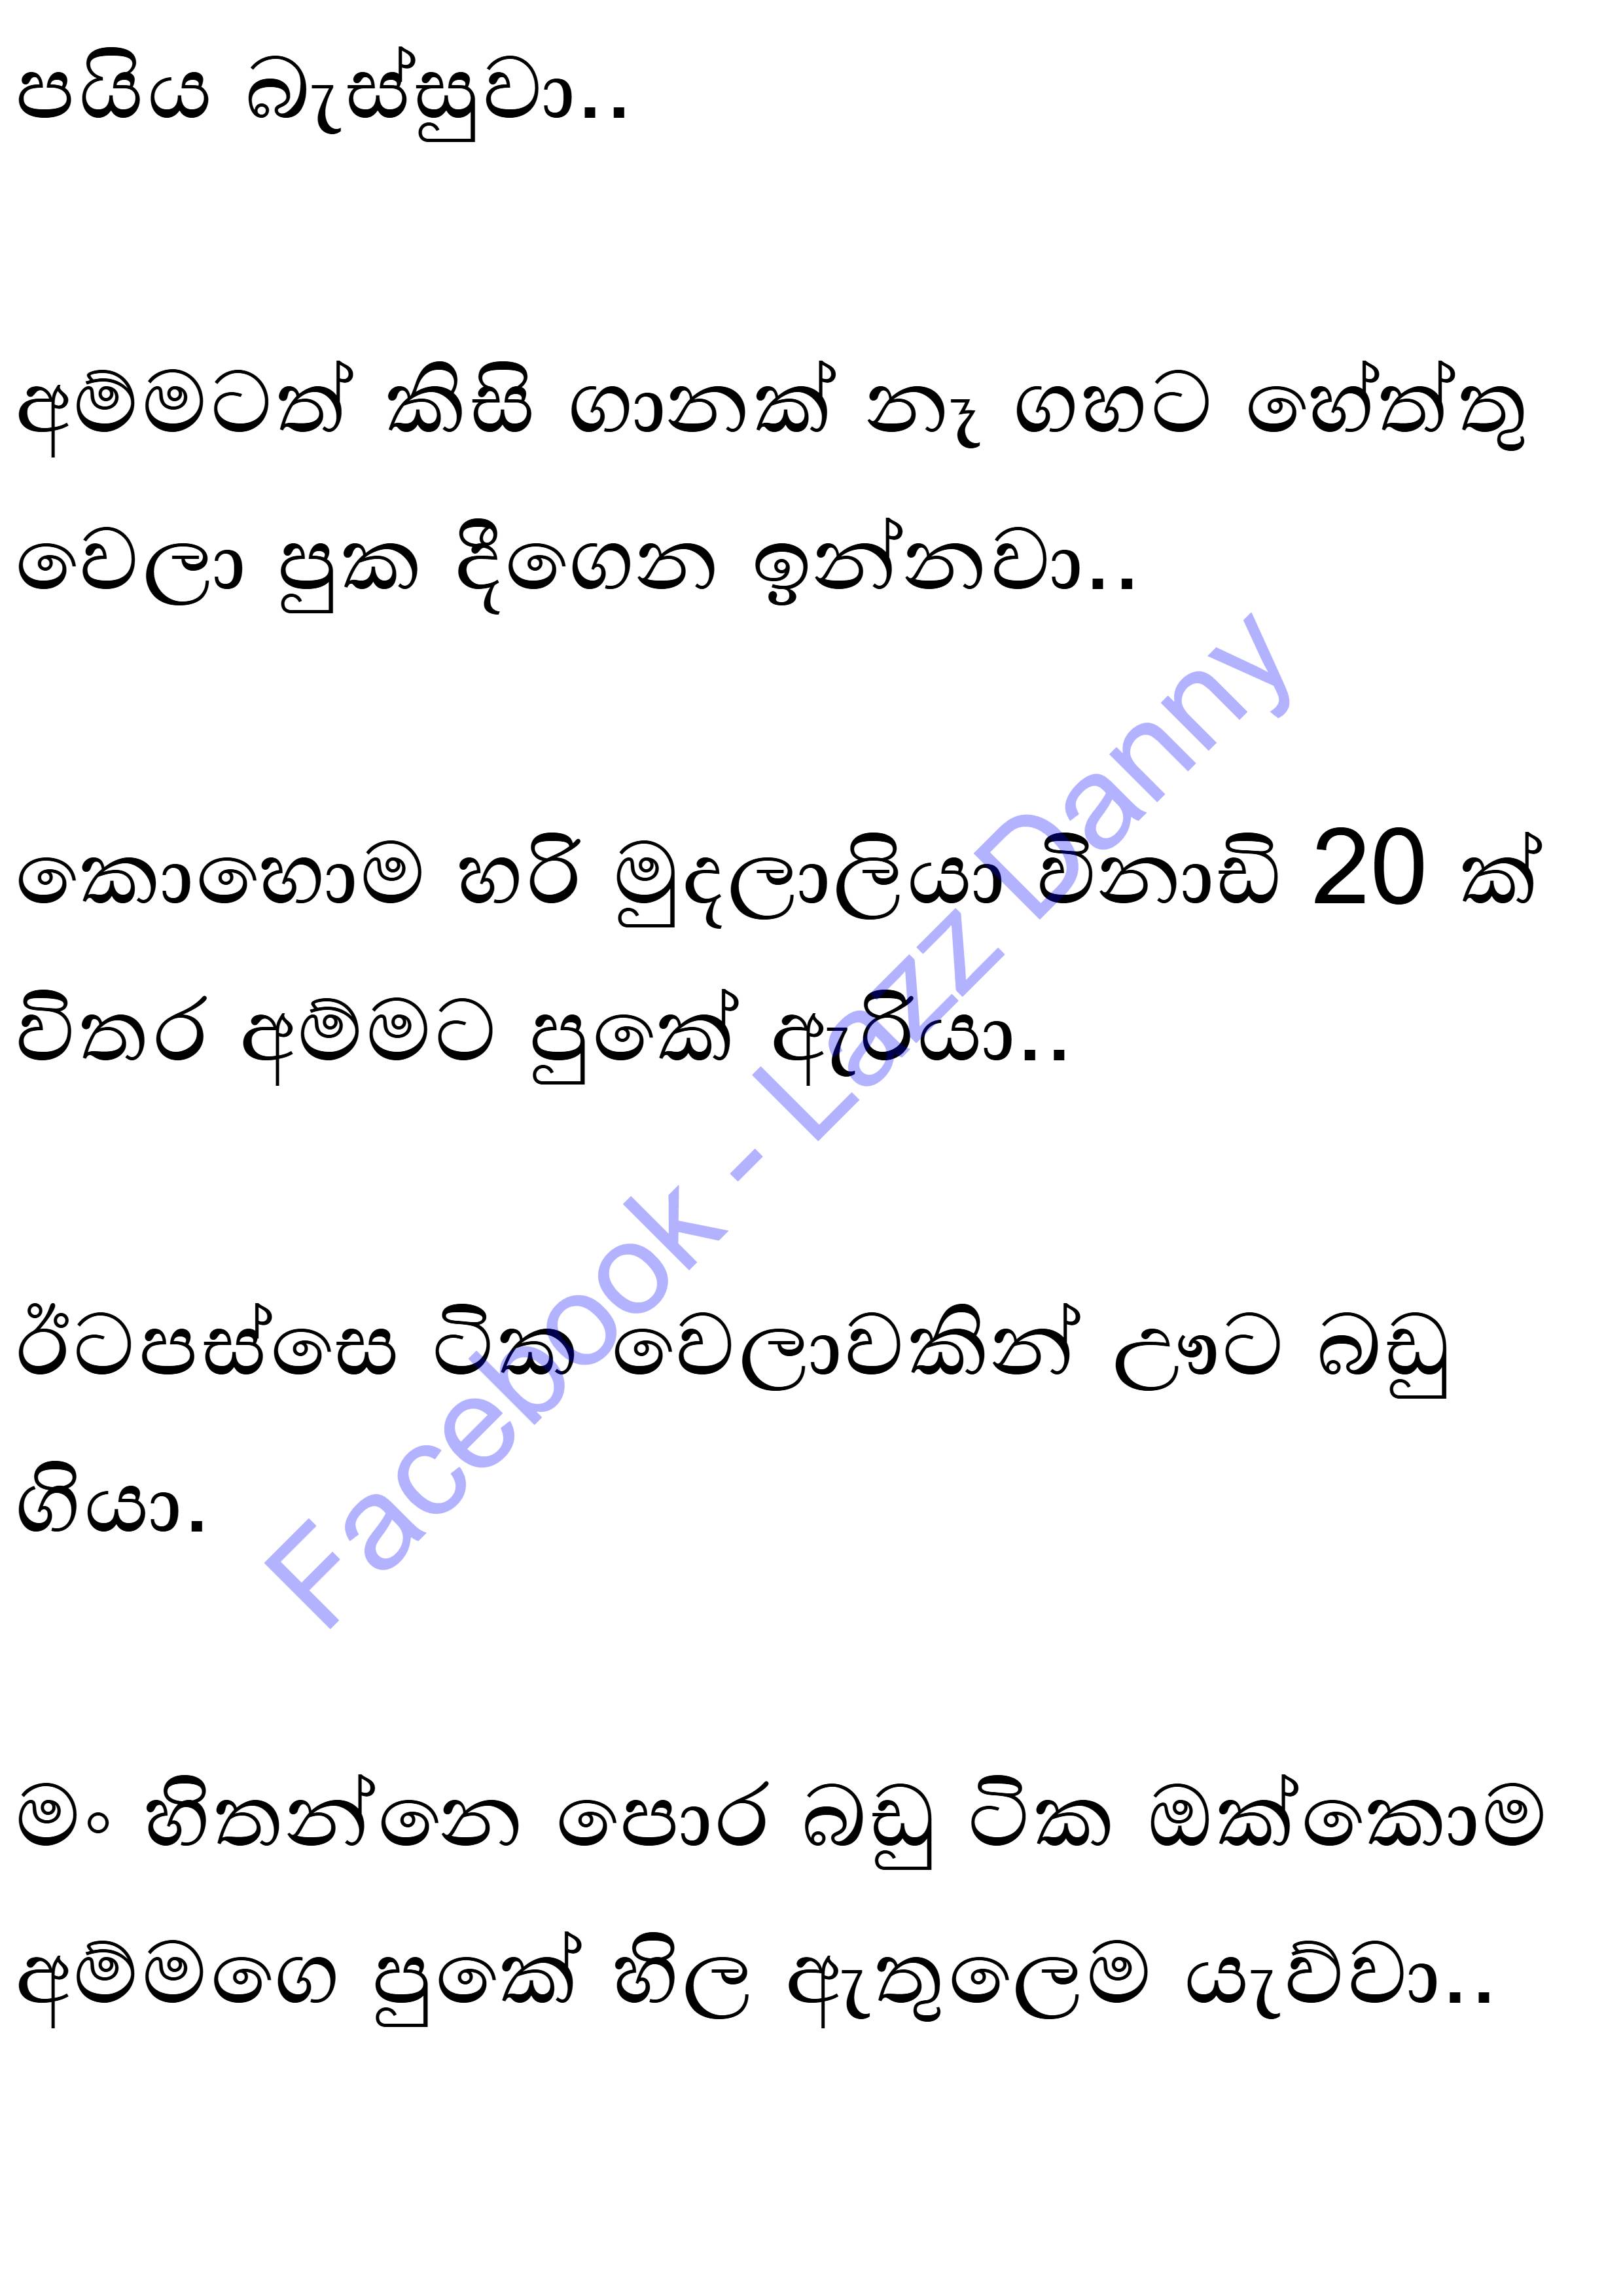 පයිය බැස්සුවා..
අම්මටත් කිසි ගානක් නෑ ගහට හේත්තු
වෙලා පුක දීගෙන ඉන්නවා..
කොහොම හරි මුදලාලියා විනාඩි 20 ක්
විතර අම්මට පුකේ ඇරියා..
ඊටපස්සෙ ටික වෙලාවකින් ඌට බඩු
ගියා.
මං හිතන්නෙ පොර බඩු ටික ඔක්කොම
අම්මගෙ පුකේ හිල ඇතුලෙම යැව්වා..
Facebook - Lazz Danny